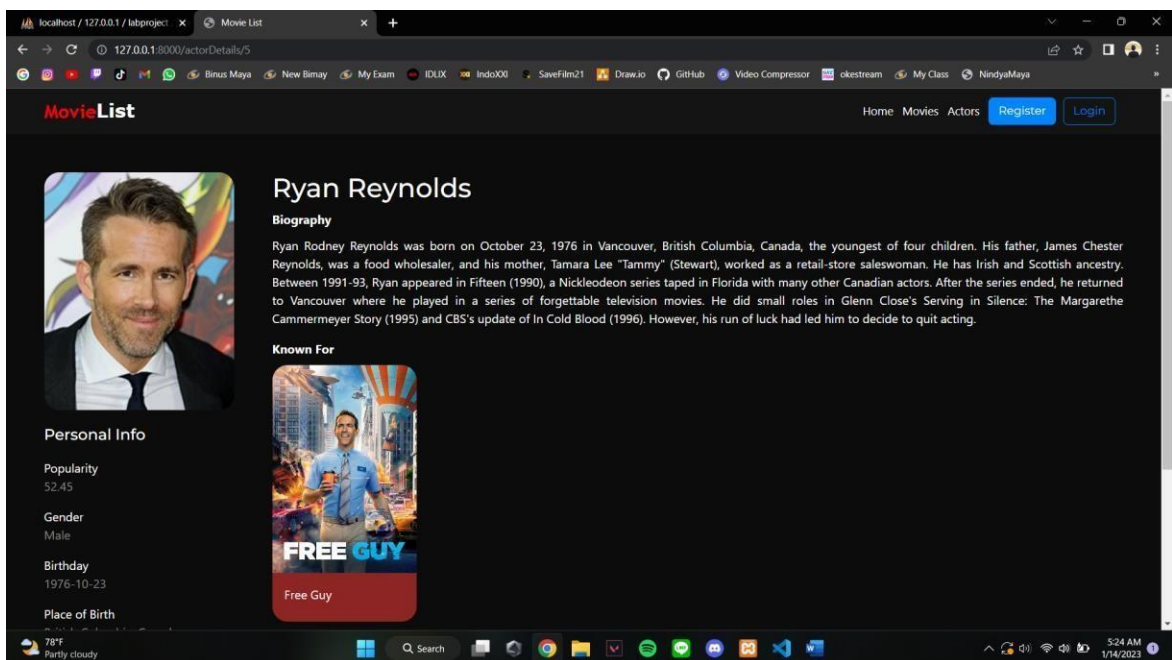 localhost / 127.0.0.1 / labproject
Movie List
127.0.0.1:8000/actorDetails/5
Binus Maya
New Bimay
My Exam
IDLIX
IndoXXI
SaveFilm21
Draw.io
GitHub
Video Compressor
okestream
My Class
NindyaMaya
MovieList
Home Movies Actors Register Login
Ryan Reynolds
Biography
Ryan Rodney Reynolds was born on October 23, 1976 in Vancouver, British Columbia, Canada, the youngest of four children. His father, James Chester
Reynolds, was a food wholesaler, and his mother, Tamara Lee "Tammy" (Stewart), worked as a retail-store saleswoman. He has Irish and Scottish ancestry.
Between 1991-93, Ryan appeared in Fifteen (1990), a Nickleodeon series taped in Florida with many other Canadian actors. After the series ended, he returned
to Vancouver where he played in a series of forgettable television movies. He did small roles in Glenn Close's Serving in Silence: The Margarethe
Cammermeyer Story (1995) and CBS's update of In Cold Blood (1996). However, his run of luck had led him to decide to quit acting.
Known For
FREE GUY
Free Guy
Personal Info
Popularity
52.45
Gender
Male
Birthday
1976-10-23
Place of Birth
78°F
Partly cloudy
Search
5:24 AM
1/14/2023